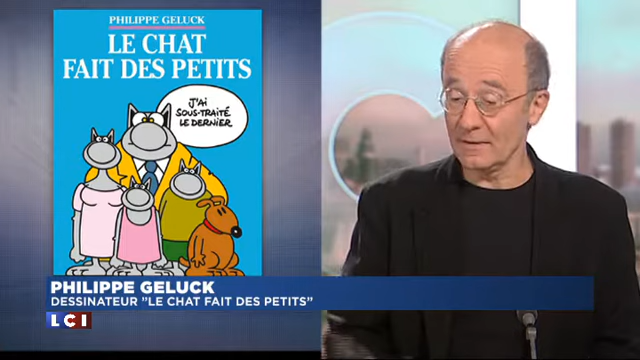 PHILIPPE GELUCK
LE CHAT
FAIT DES PETITS
J'AI
SOUS-TRAITÉ
LE DERNIER
PHILIPPE GELUCK
DESSINATEUR "LE CHAT FAIT DES PETITS"
LCI